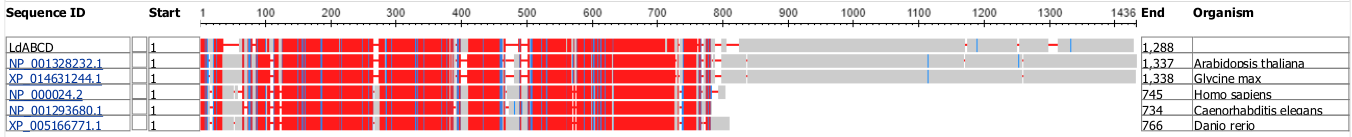 Sequence ID Start 1 100 200 300 400 500 600 700 800 900 1000 1100 1200 1300 1436 End Organism
LdABCD 1 1,288
NP_001328232.1 1 1,337 Arabidopsis thaliana
XP_014631244.1 1 1,338 Glycine max
NP_000024.2 1 745 Homo sapiens
NP_001293680.1 1 734 Caenorhabditis elegans
XP_005166771.1 1 766 Danio rerio